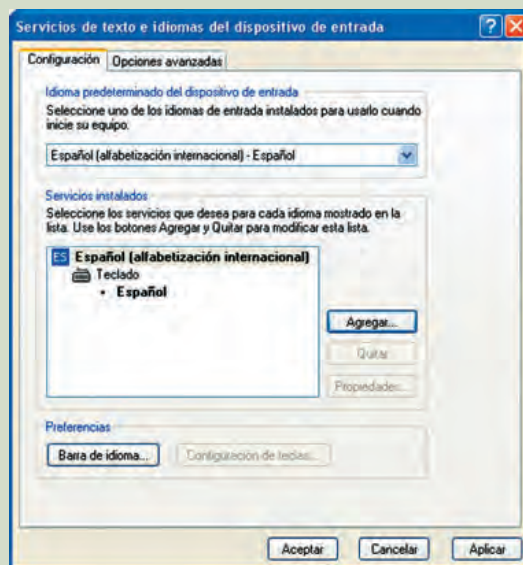 Servicios de texto e idiomas del dispositivo de entrada
Configuración Opciones avanzadas
Idioma predeterminado del dispositivo de entrada
Seleccione uno de los idiomas de entrada instalados para usarlo cuando
inicie su equipo.
Español (alfabetización internacional) - Español
Servicios instalados
Seleccione los servicios que desea para cada idioma mostrado en la
lista. Use los botones Agregar y Quitar para modificar esta lista.
ES Español (alfabetización internacional)
Teclado
• Español
Agregar...
Quitar
Propiedades...
Preferencias
Barra de idioma... Configuración de teclas...
Aceptar Cancelar Aplicar